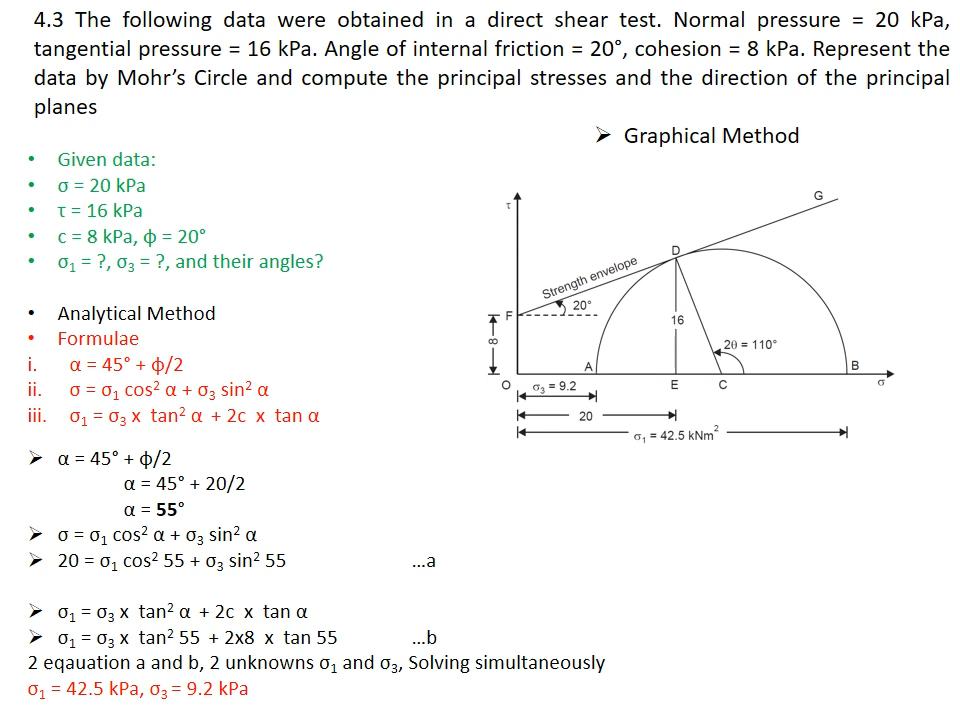 4.3 The following data were obtained in a direct shear test. Normal pressure = 20 kPa,
tangential pressure = 16 kPa. Angle of internal friction = 20°, cohesion = 8 kPa. Represent the
data by Mohr's Circle and compute the principal stresses and the direction of the principal
planes
➢ Graphical Method
• Given data:
• σ = 20 kPa
• τ = 16 kPa
• c = 8 kPa, ϕ = 20°
• σ₁ = ?, σ₃ = ?, and their angles?
• Analytical Method
• Formulae
i. α = 45° + ϕ/2
ii. σ = σ₁ cos² α + σ₃ sin² α
iii. σ₁ = σ₃ x tan² α + 2c x tan α
➢ α = 45° + ϕ/2
α = 45° + 20/2
α = 55°
➢ σ = σ₁ cos² α + σ₃ sin² α
➢ 20 = σ₁ cos² 55 + σ₃ sin² 55 ...a
➢ σ₁ = σ₃ x tan² α + 2c x tan α
➢ σ₁ = σ₃ x tan² 55 + 2x8 x tan 55 ...b
2 eqauation a and b, 2 unknowns σ₁ and σ₃, Solving simultaneously
σ₁ = 42.5 kPa, σ₃ = 9.2 kPa
τ
G
D
Strength envelope
20°
F
16
8
2θ = 110°
A
B
O
σ₃ = 9.2
E
C
σ
20
σ₁ = 42.5 kNm²